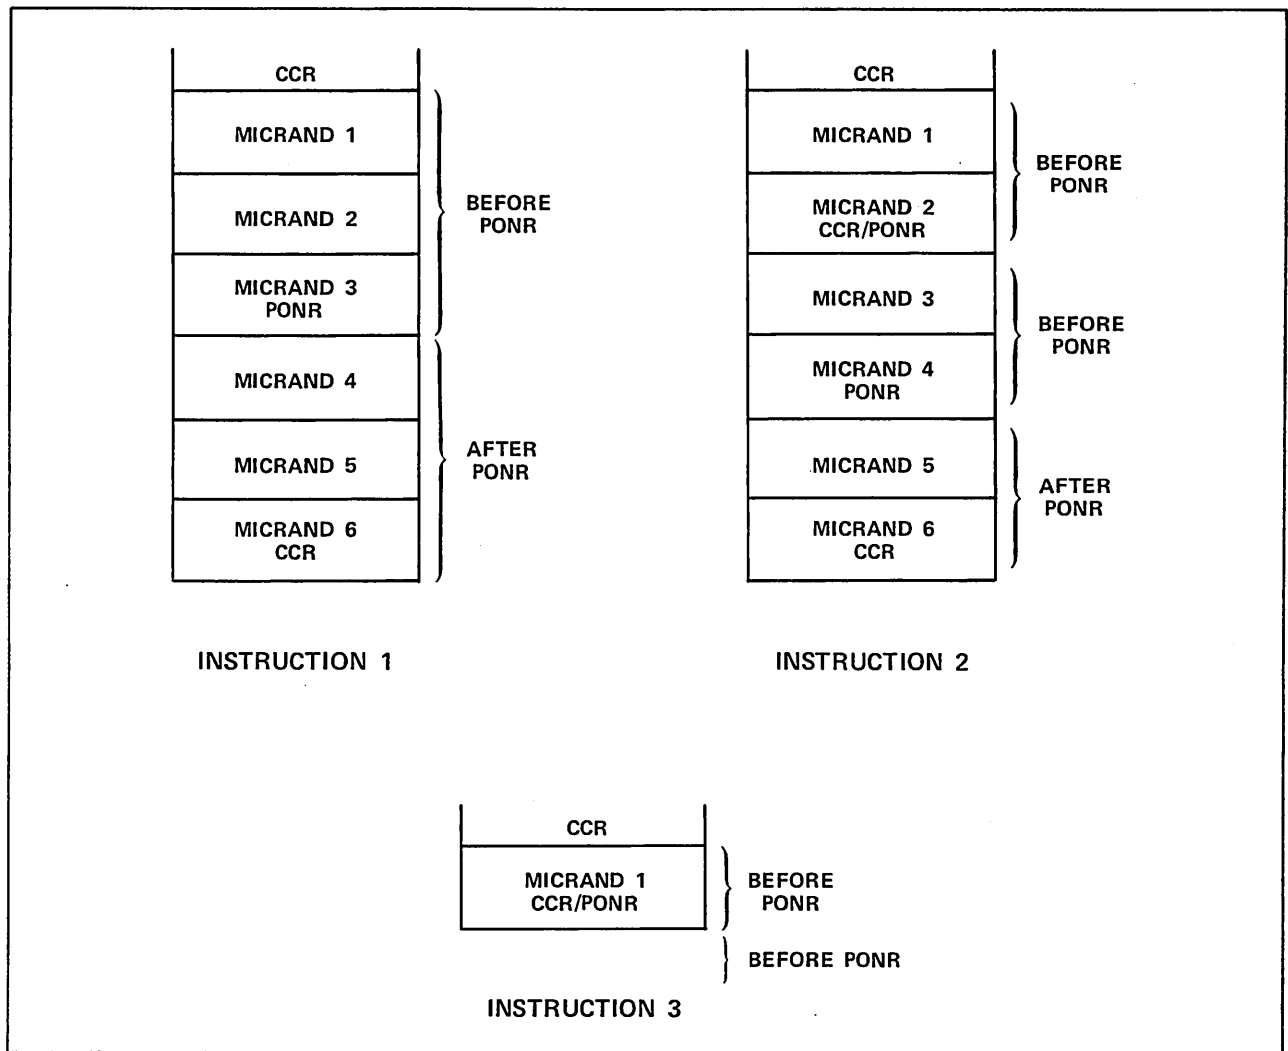 CCR
MICRAND 1
MICRAND 2
MICRAND 3
PONR
MICRAND 4
MICRAND 5
MICRAND 6
CCR
BEFORE
PONR
AFTER
PONR
INSTRUCTION 1
CCR
MICRAND 1
MICRAND 2
CCR/PONR
MICRAND 3
MICRAND 4
PONR
MICRAND 5
MICRAND 6
CCR
BEFORE
PONR
BEFORE
PONR
AFTER
PONR
INSTRUCTION 2
CCR
MICRAND 1
CCR/PONR
BEFORE
PONR
BEFORE PONR
INSTRUCTION 3